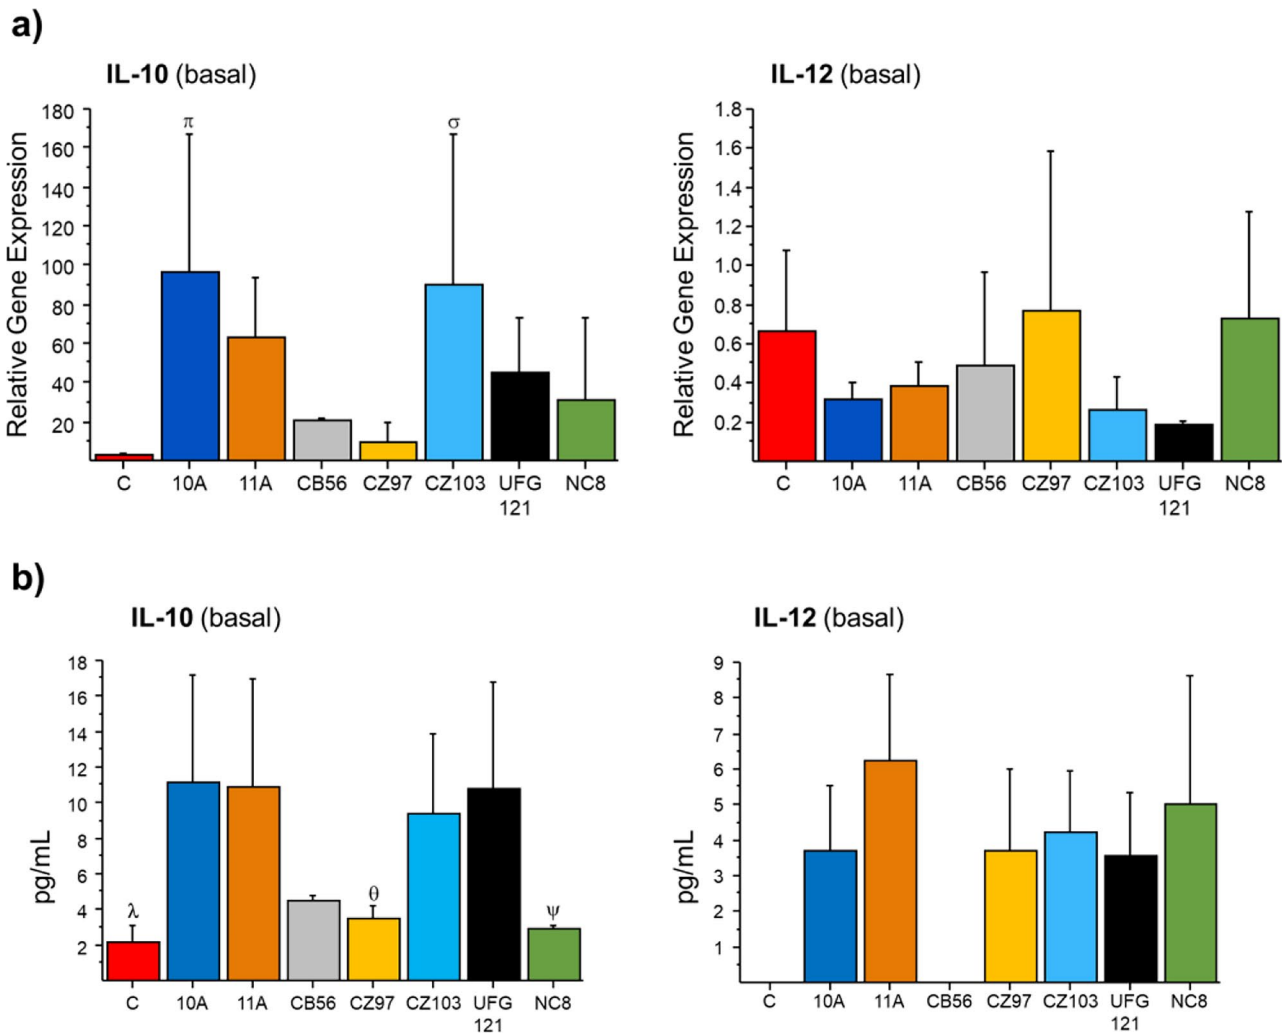 a)
IL-10 (basal)
Relative Gene Expression
180
160
140
120
100
80
60
40
20
π
σ
C
10A
11A
CB56
CZ97
CZ103
UFG
121
NC8
IL-12 (basal)
Relative Gene Expression
1.8
1.6
1.4
1.2
1.0
0.8
0.6
0.4
0.2
C
10A
11A
CB56
CZ97
CZ103
UFG
121
NC8
b)
IL-10 (basal)
pg/mL
18
16
14
12
10
8
6
4
2
λ
θ
ψ
C
10A
11A
CB56
CZ97
CZ103
UFG
121
NC8
IL-12 (basal)
pg/mL
9
8
7
6
5
4
3
2
1
C
10A
11A
CB56
CZ97
CZ103
UFG
121
NC8